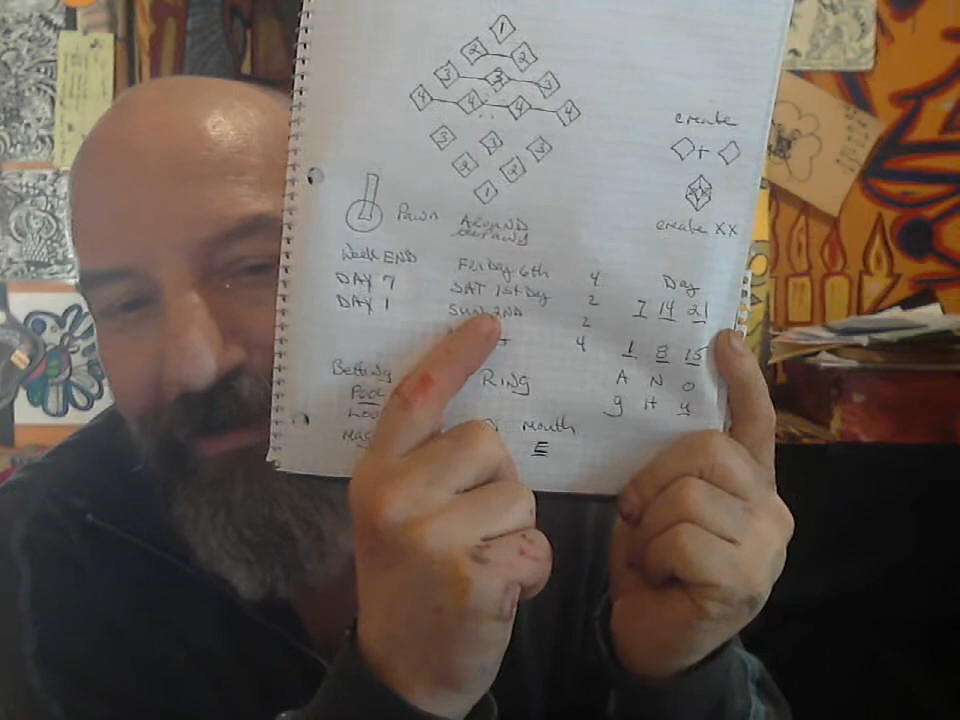 1
2 2
3 3 3
4 4 4 4
3 3 3
2 2
1
create
+
create XX
Pawn
AROUND
Week END
DAY 7
DAY 1
FRIDAY 6th 4
SAT 1st Day 2
SUN 2ND 2
4
Day
7 14 21
1 8 15
A N O
g H u
Betting
Pool
RING
mouth
E